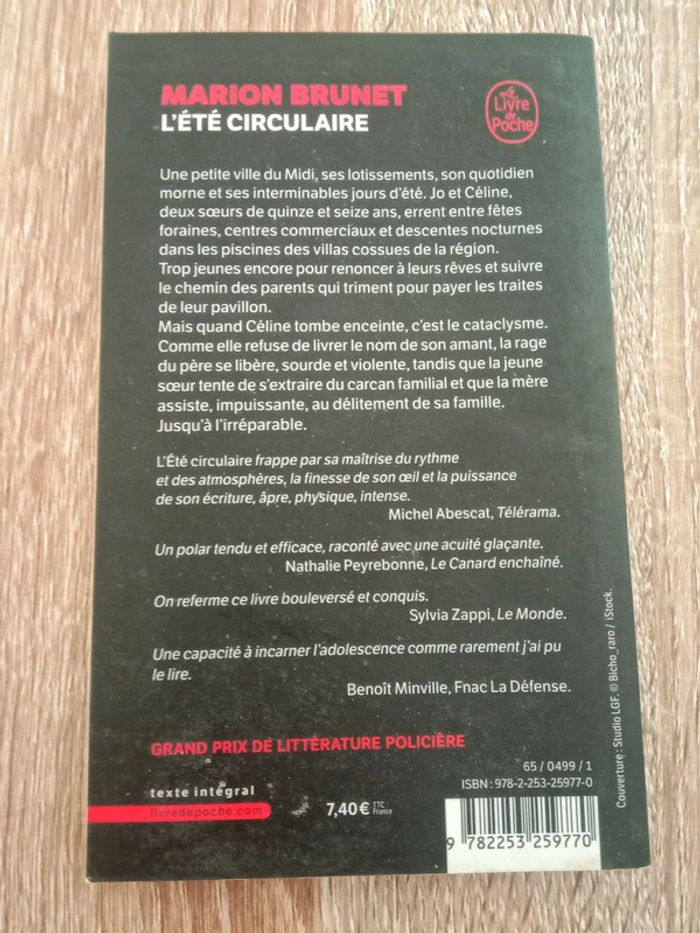 MARION BRUNET
L'ÉTÉ CIRCULAIRE
Le
Livre
de
Poche
Une petite ville du Midi, ses lotissements, son quotidien
morne et ses interminables jours d'été. Jo et Céline,
deux sœurs de quinze et seize ans, errent entre fêtes
foraines, centres commerciaux et descentes nocturnes
dans les piscines des villas cossues de la région.
Trop jeunes encore pour renoncer à leurs rêves et suivre
le chemin des parents qui triment pour payer les traites
de leur pavillon.
Mais quand Céline tombe enceinte, c'est le cataclysme.
Comme elle refuse de livrer le nom de son amant, la rage
du père se libère, sourde et violente, tandis que la jeune
sœur tente de s'extraire du carcan familial et que la mère
assiste, impuissante, au délitement de sa famille.
Jusqu'à l'irréparable.
L'Été circulaire frappe par sa maîtrise du rythme
et des atmosphères, la finesse de son œil et la puissance
de son écriture, âpre, physique, intense.
Michel Abescat, Télérama.
Un polar tendu et efficace, raconté avec une acuité glaçante.
Nathalie Peyrebonne, Le Canard enchaîné.
On referme ce livre bouleversé et conquis.
Sylvia Zappi, Le Monde.
Une capacité à incarner l'adolescence comme rarement j'ai pu
le lire.
Benoît Minville, Fnac La Défense.
GRAND PRIX DE LITTÉRATURE POLICIÈRE
texte intégral
livredepoche.com
7,40 € TTC
France
65 / 0499 / 1
ISBN : 978-2-253-25977-0
9 782253 259770
Couverture : Studio LGF. © Bicho_raro / iStock.